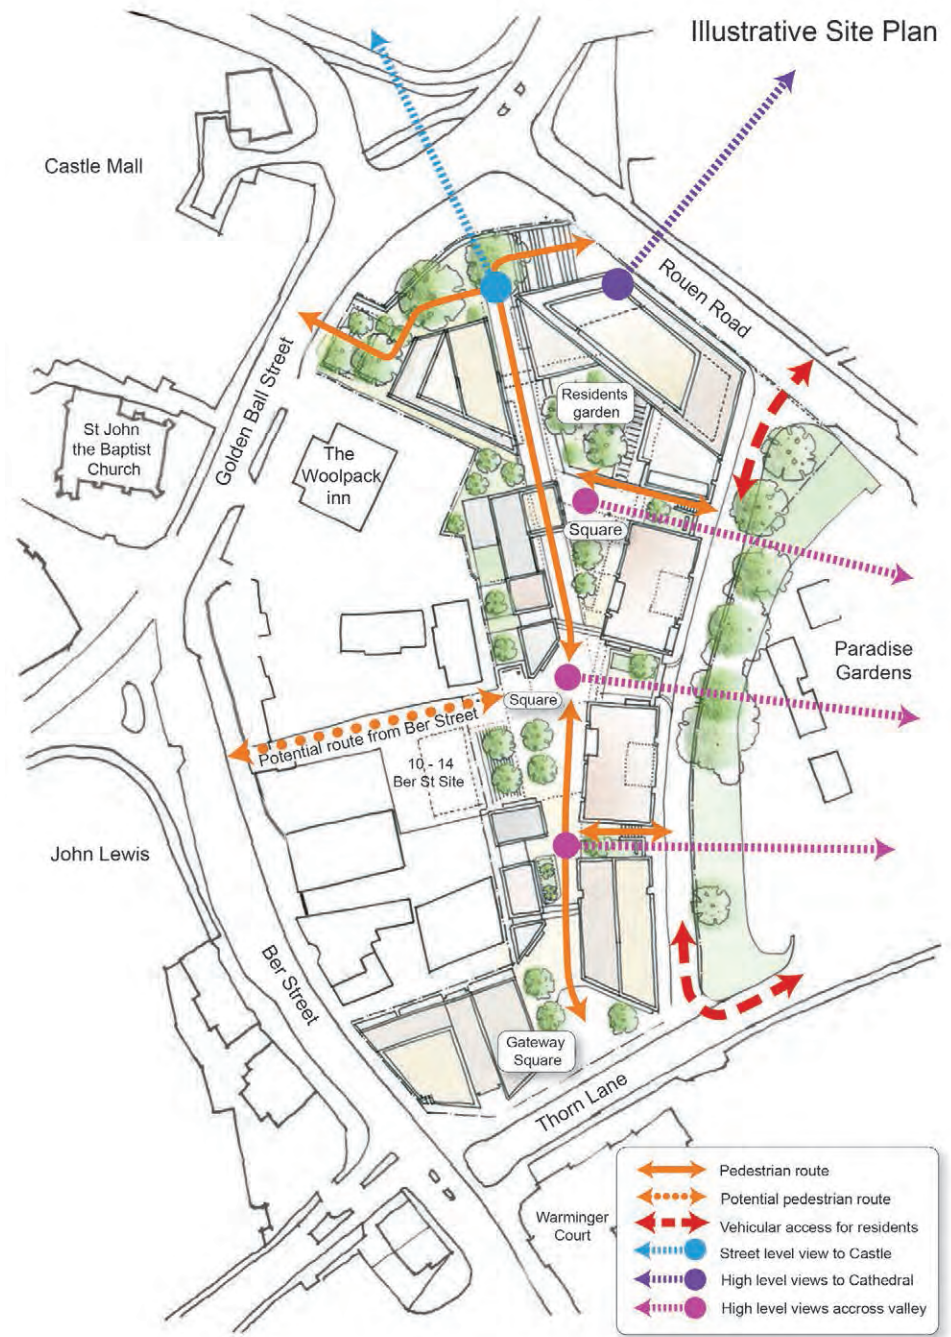 Illustrative Site Plan
Castle Mall
Rouen Road
Golden Ball Street
St John
the Baptist
Church
The
Woolpack
inn
Residents
garden
Square
Paradise
Gardens
Square
Potential route from Ber Street
10 - 14
Ber St Site
John Lewis
Ber Street
Gateway
Square
Thorn Lane
Warminger
Court
Pedestrian route
Potential pedestrian route
Vehicular access for residents
Street level view to Castle
High level views to Cathedral
High level views accross valley